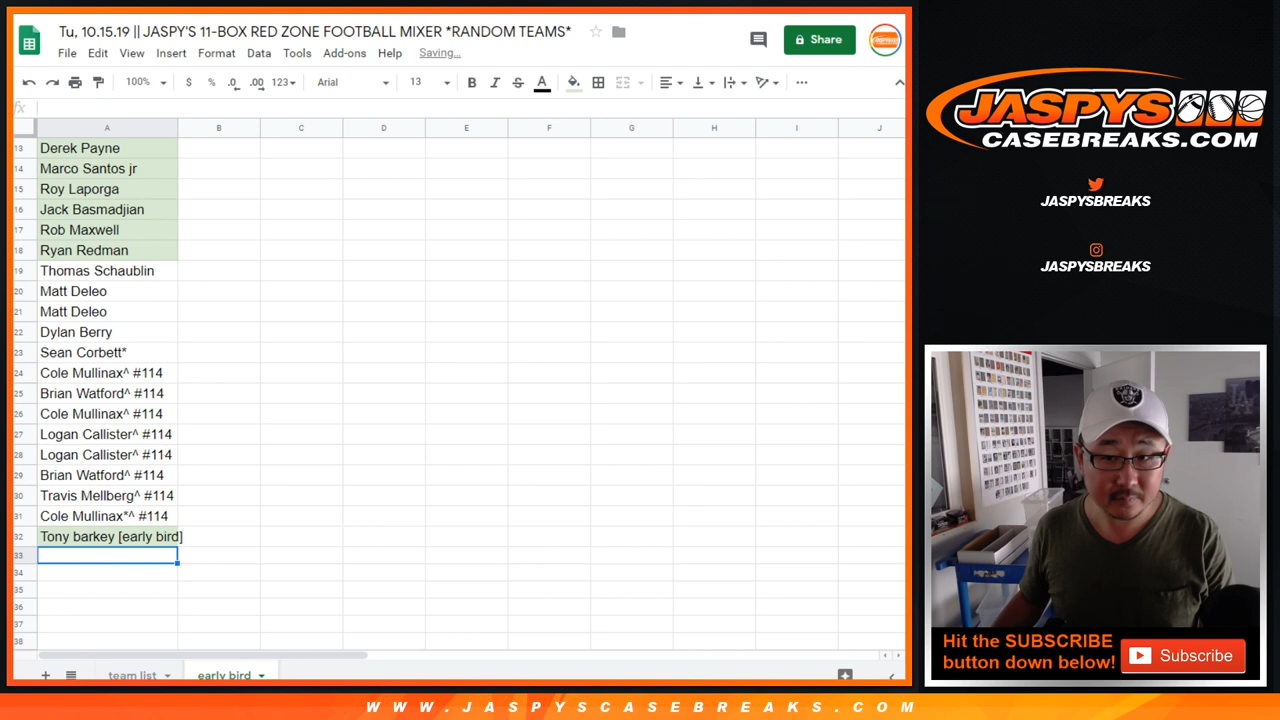 Tu, 10.15.19 || JASPY'S 11-BOX RED ZONE FOOTBALL MIXER *RANDOM TEAMS*
File Edit View Insert Format Data Tools Add-ons Help Saving...
Share
100% $ % .0 .00 123 Arial 13 B I S A
fx
A B C D E F G H I J
13 Derek Payne
14 Marco Santos jr
15 Roy Laporga
16 Jack Basmadjian
17 Rob Maxwell
18 Ryan Redman
19 Thomas Schaublin
20 Matt Deleo
21 Matt Deleo
22 Dylan Berry
23 Sean Corbett*
24 Cole Mullinax^ #114
25 Brian Watford^ #114
26 Cole Mullinax^ #114
27 Logan Callister^ #114
28 Logan Callister^ #114
29 Brian Watford^ #114
30 Travis Mellberg^ #114
31 Cole Mullinax*^ #114
32 Tony barkey [early bird]
33
34
35
36
37
38
team list early bird
JASPYS
CASEBREAKS.COM
JASPYSBREAKS
JASPYSBREAKS
Hit the SUBSCRIBE
button down below!
Subscribe
WWW.JASPYSCASEBREAKS.COM